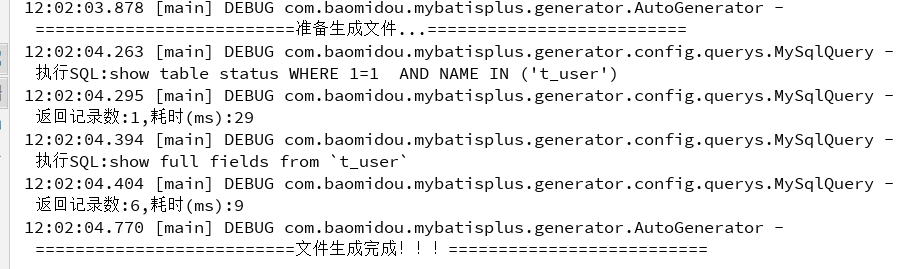 12:02:03.878 [main] DEBUG com.baomidou.mybatisplus.generator.AutoGenerator -
==========================准备生成文件...==========================
12:02:04.263 [main] DEBUG com.baomidou.mybatisplus.generator.config.querys.MySqlQuery -
执行SQL:show table status WHERE 1=1  AND NAME IN ('t_user')
12:02:04.295 [main] DEBUG com.baomidou.mybatisplus.generator.config.querys.MySqlQuery -
返回记录数:1,耗时(ms):29
12:02:04.394 [main] DEBUG com.baomidou.mybatisplus.generator.config.querys.MySqlQuery -
执行SQL:show full fields from `t_user`
12:02:04.404 [main] DEBUG com.baomidou.mybatisplus.generator.config.querys.MySqlQuery -
返回记录数:6,耗时(ms):9
12:02:04.770 [main] DEBUG com.baomidou.mybatisplus.generator.AutoGenerator -
==========================文件生成完成！！！==========================